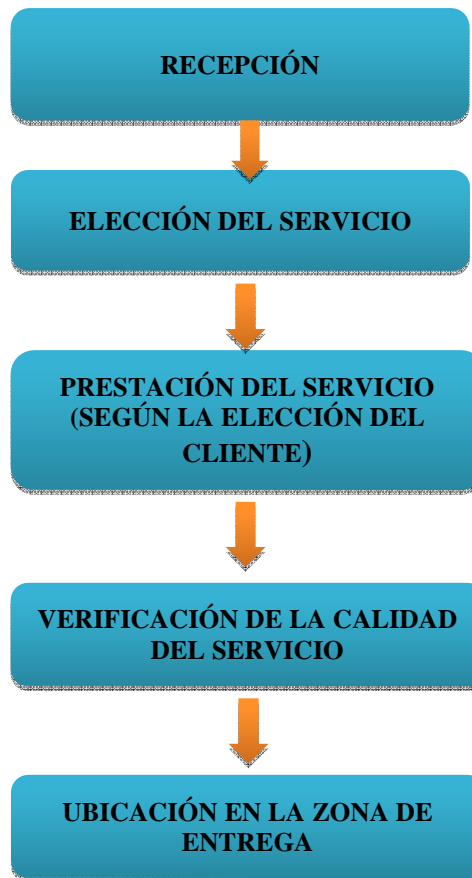 RECEPCIÓN
ELECCIÓN DEL SERVICIO
PRESTACIÓN DEL SERVICIO
(SEGÚN LA ELECCIÓN DEL
CLIENTE)
VERIFICACIÓN DE LA CALIDAD
DEL SERVICIO
UBICACIÓN EN LA ZONA DE
ENTREGA